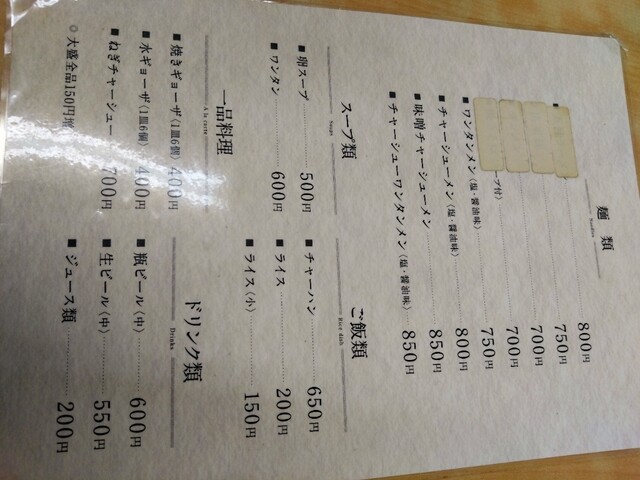 麺類
Noodles
800円
750円
700円
ープ付) 700円
■ワンタンメン〈塩・醤油味〉 750円
■チャーシューメン〈塩・醤油味〉 800円
■味噌チャーシューメン 850円
■チャーシューワンタンメン〈塩・醤油味〉 850円
スープ類
Soups
■卵スープ 500円
■ワンタン 600円
ご飯類
Rice dish
■チャーハン 650円
■ライス 200円
■ライス〈小〉 150円
一品料理
A la carte
■焼きギョーザ〈1皿6個〉 400円
■水ギョーザ〈1皿6個〉 400円
■ねぎチャーシュー 700円
◎大盛全品150円増
ドリンク類
Drinks
■瓶ビール〈中〉 600円
■生ビール〈中〉 550円
■ジュース類 200円